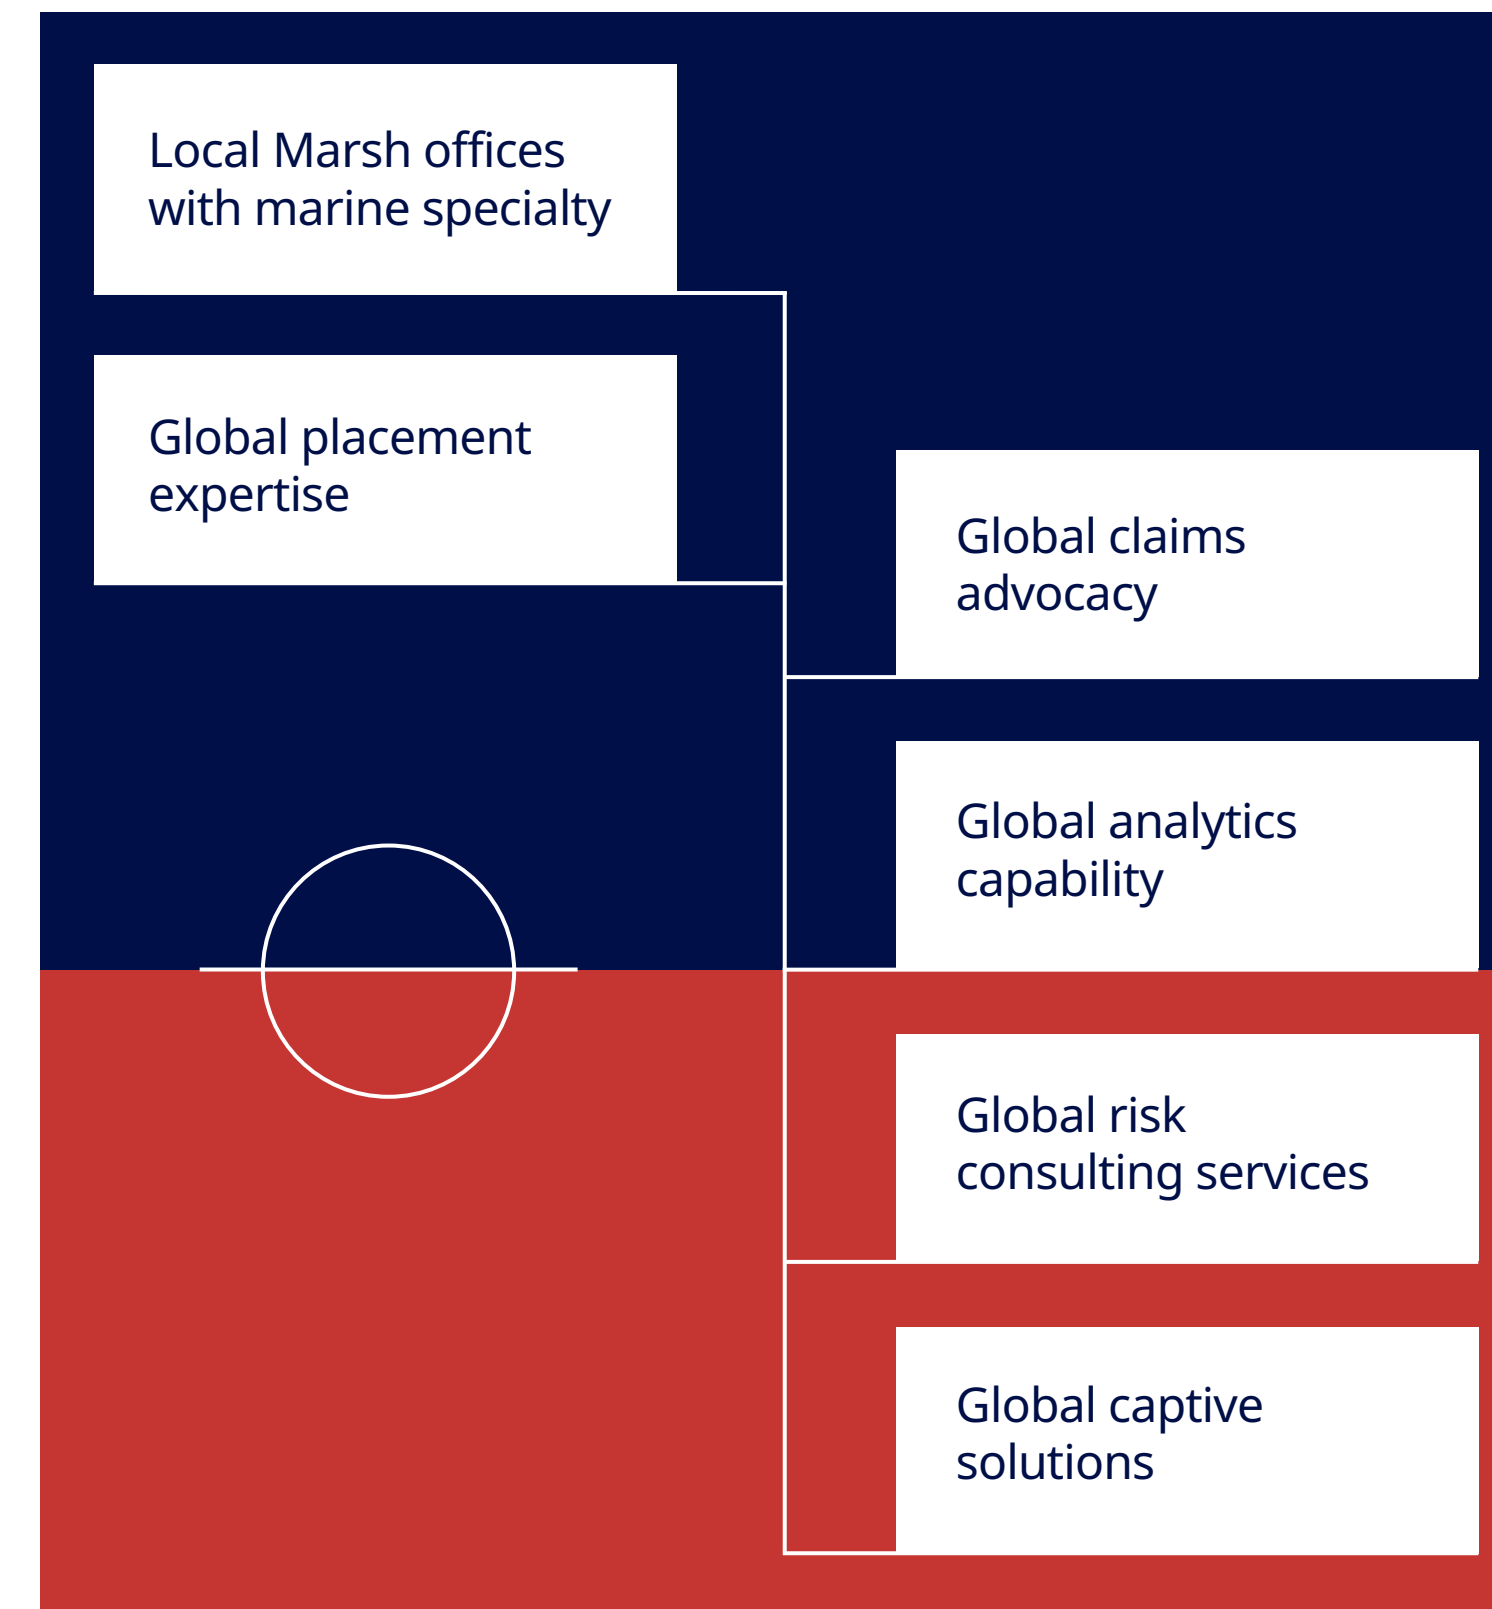 Local Marsh offices
with marine specialty
Global placement
expertise
Global claims
advocacy
Global analytics
capability
Global risk
consulting services
Global captive
solutions